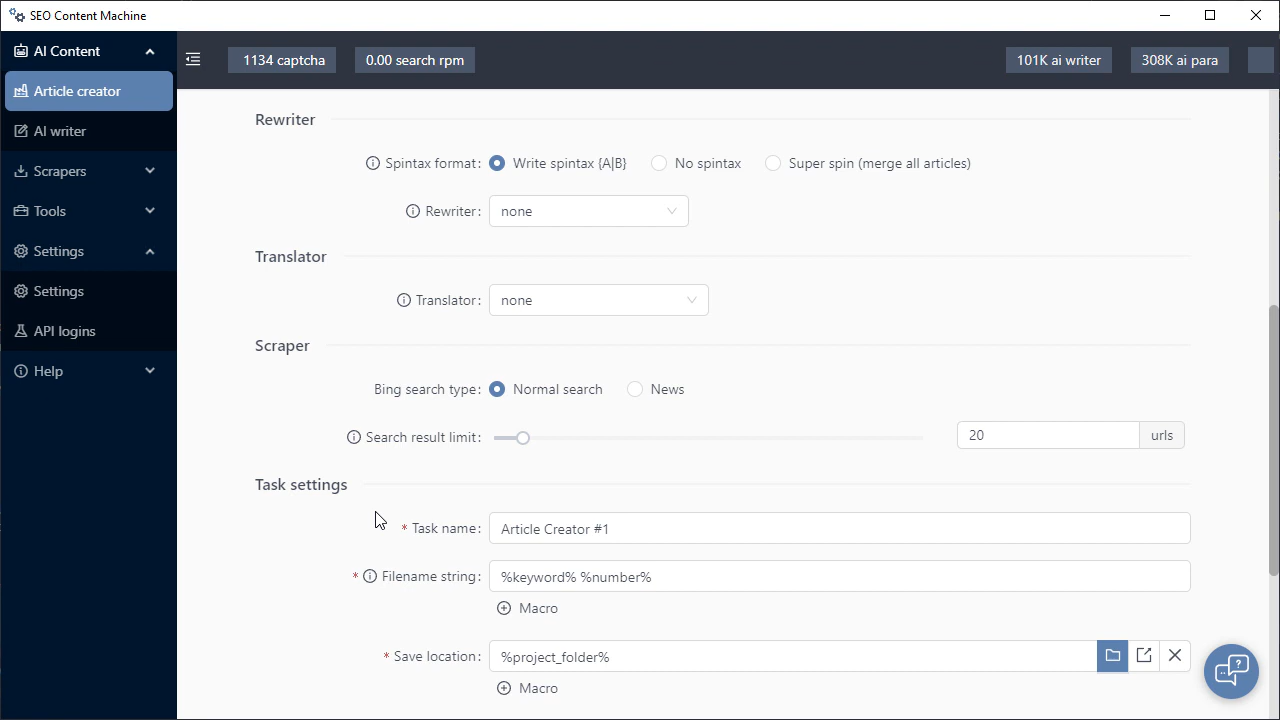 SEO Content Machine
AI Content
Article creator
AI writer
Scrapers
Tools
Settings
Settings
API logins
Help
1134 captcha
0.00 search rpm
101K ai writer
308K ai para
Rewriter
Spintax format:
Write spintax {A|B}
No spintax
Super spin (merge all articles)
Rewriter:
none
Translator
Translator:
none
Scraper
Bing search type:
Normal search
News
Search result limit:
20
urls
Task settings
* Task name:
Article Creator #1
* Filename string:
%keyword% %number%
Macro
* Save location:
%project_folder%
Macro